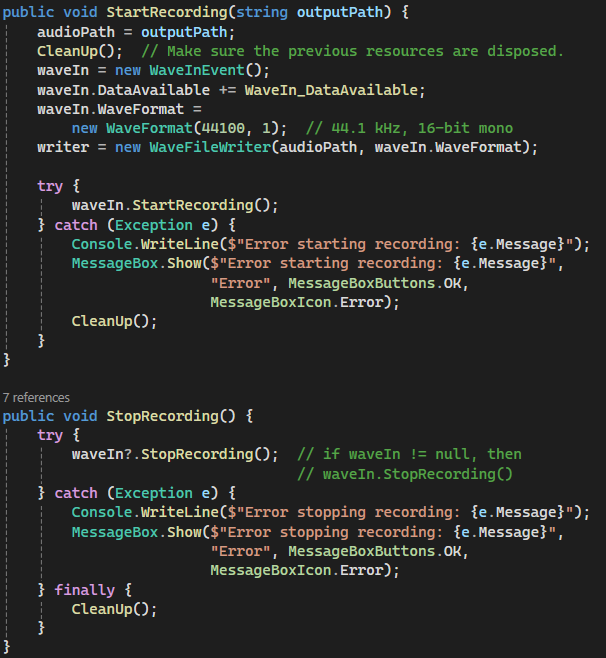 public void StartRecording(string outputPath) {
    audioPath = outputPath;
    CleanUp();  // Make sure the previous resources are disposed.
    waveIn = new WaveInEvent();
    waveIn.DataAvailable += WaveIn_DataAvailable;
    waveIn.WaveFormat =
        new WaveFormat(44100, 1);  // 44.1 kHz, 16-bit mono
    writer = new WaveFileWriter(audioPath, waveIn.WaveFormat);

    try {
        waveIn.StartRecording();
    } catch (Exception e) {
        Console.WriteLine($"Error starting recording: {e.Message}");
        MessageBox.Show($"Error starting recording: {e.Message}",
                        "Error", MessageBoxButtons.OK,
                        MessageBoxIcon.Error);
        CleanUp();
    }
}

7 references
public void StopRecording() {
    try {
        waveIn?.StopRecording();  // if waveIn != null, then
                                  // waveIn.StopRecording()
    } catch (Exception e) {
        Console.WriteLine($"Error stopping recording: {e.Message}");
        MessageBox.Show($"Error stopping recording: {e.Message}",
                        "Error", MessageBoxButtons.OK,
                        MessageBoxIcon.Error);
    } finally {
        CleanUp();
    }
}